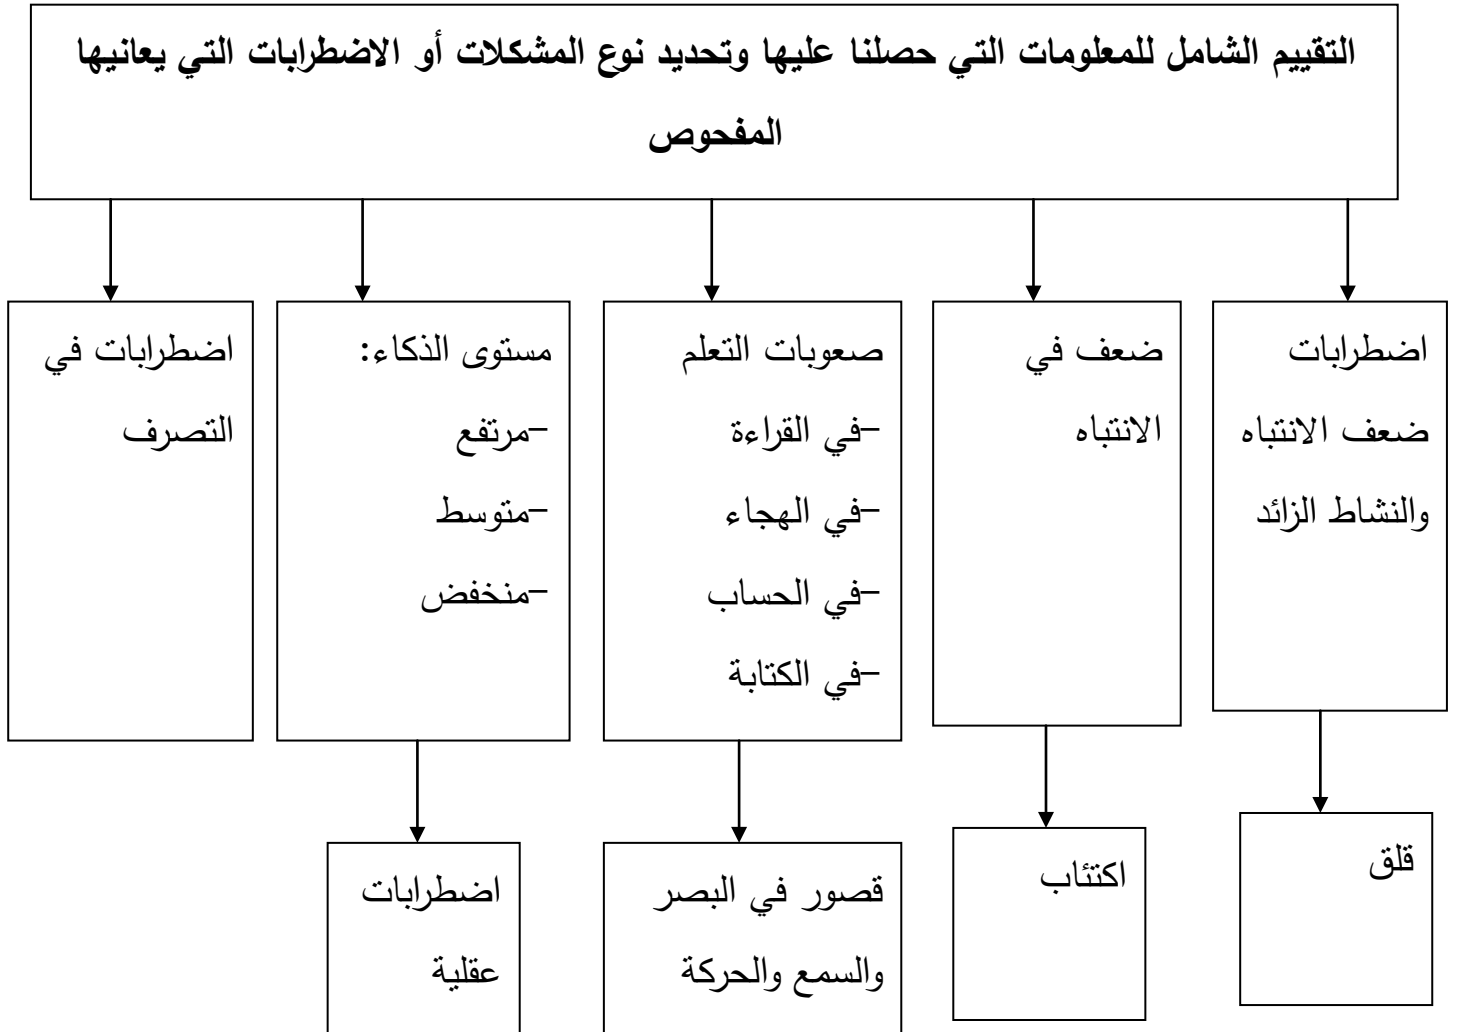 التقييم الشامل للمعلومات التي حصلنا عليها وتحديد نوع المشكلات أو الاضطرابات التي يعانيها
المفحوص
اضطرابات
ضعف الانتباه
والنشاط الزائد
ضعف في
الانتباه
صعوبات التعلم
-في القراءة
-في الهجاء
-في الحساب
-في الكتابة
مستوى الذكاء:
-مرتفع
-متوسط
-منخفض
اضطرابات في
التصرف
قلق
اكتئاب
قصور في البصر
والسمع والحركة
اضطرابات
عقلية